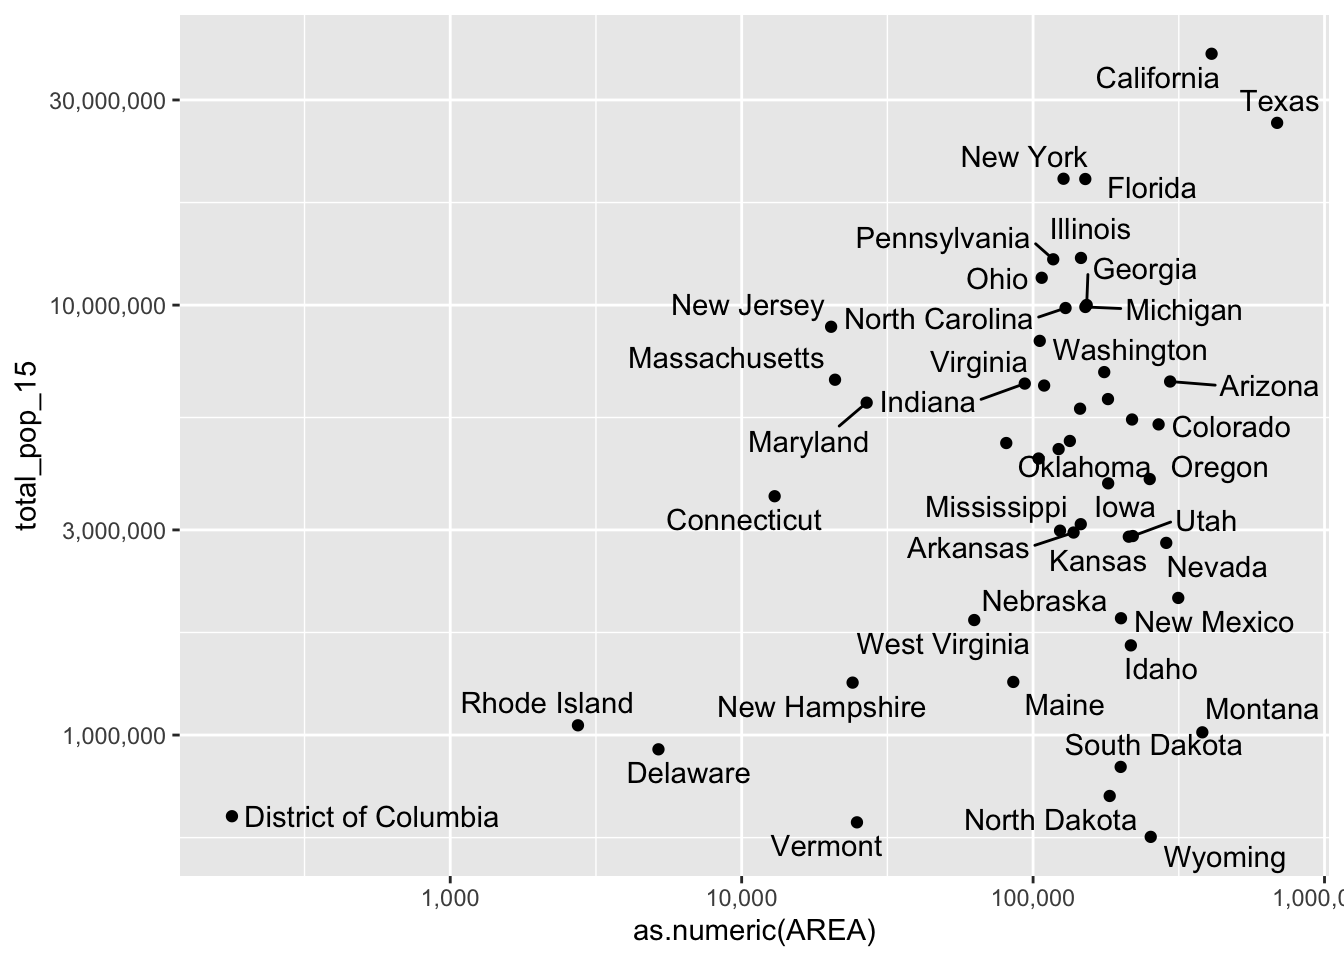 California
30,000,000
Texas
New York
Florida
Pennsylvania
Illinois
Georgia
Ohio
10,000,000
New Jersey
North Carolina
Michigan
Massachusetts
Virginia
Washington
Indiana
Arizona
Maryland
Colorado
Oklahoma
Oregon
Connecticut
Mississippi
Iowa
3,000,000
Utah
Arkansas
Kansas
Nevada
Nebraska
New Mexico
West Virginia
Idaho
Rhode Island
New Hampshire
Maine
Montana
1,000,000
South Dakota
Delaware
District of Columbia
North Dakota
Vermont
Wyoming
total_pop_15
1,000
10,000
100,000
1,000,0
as.numeric(AREA)